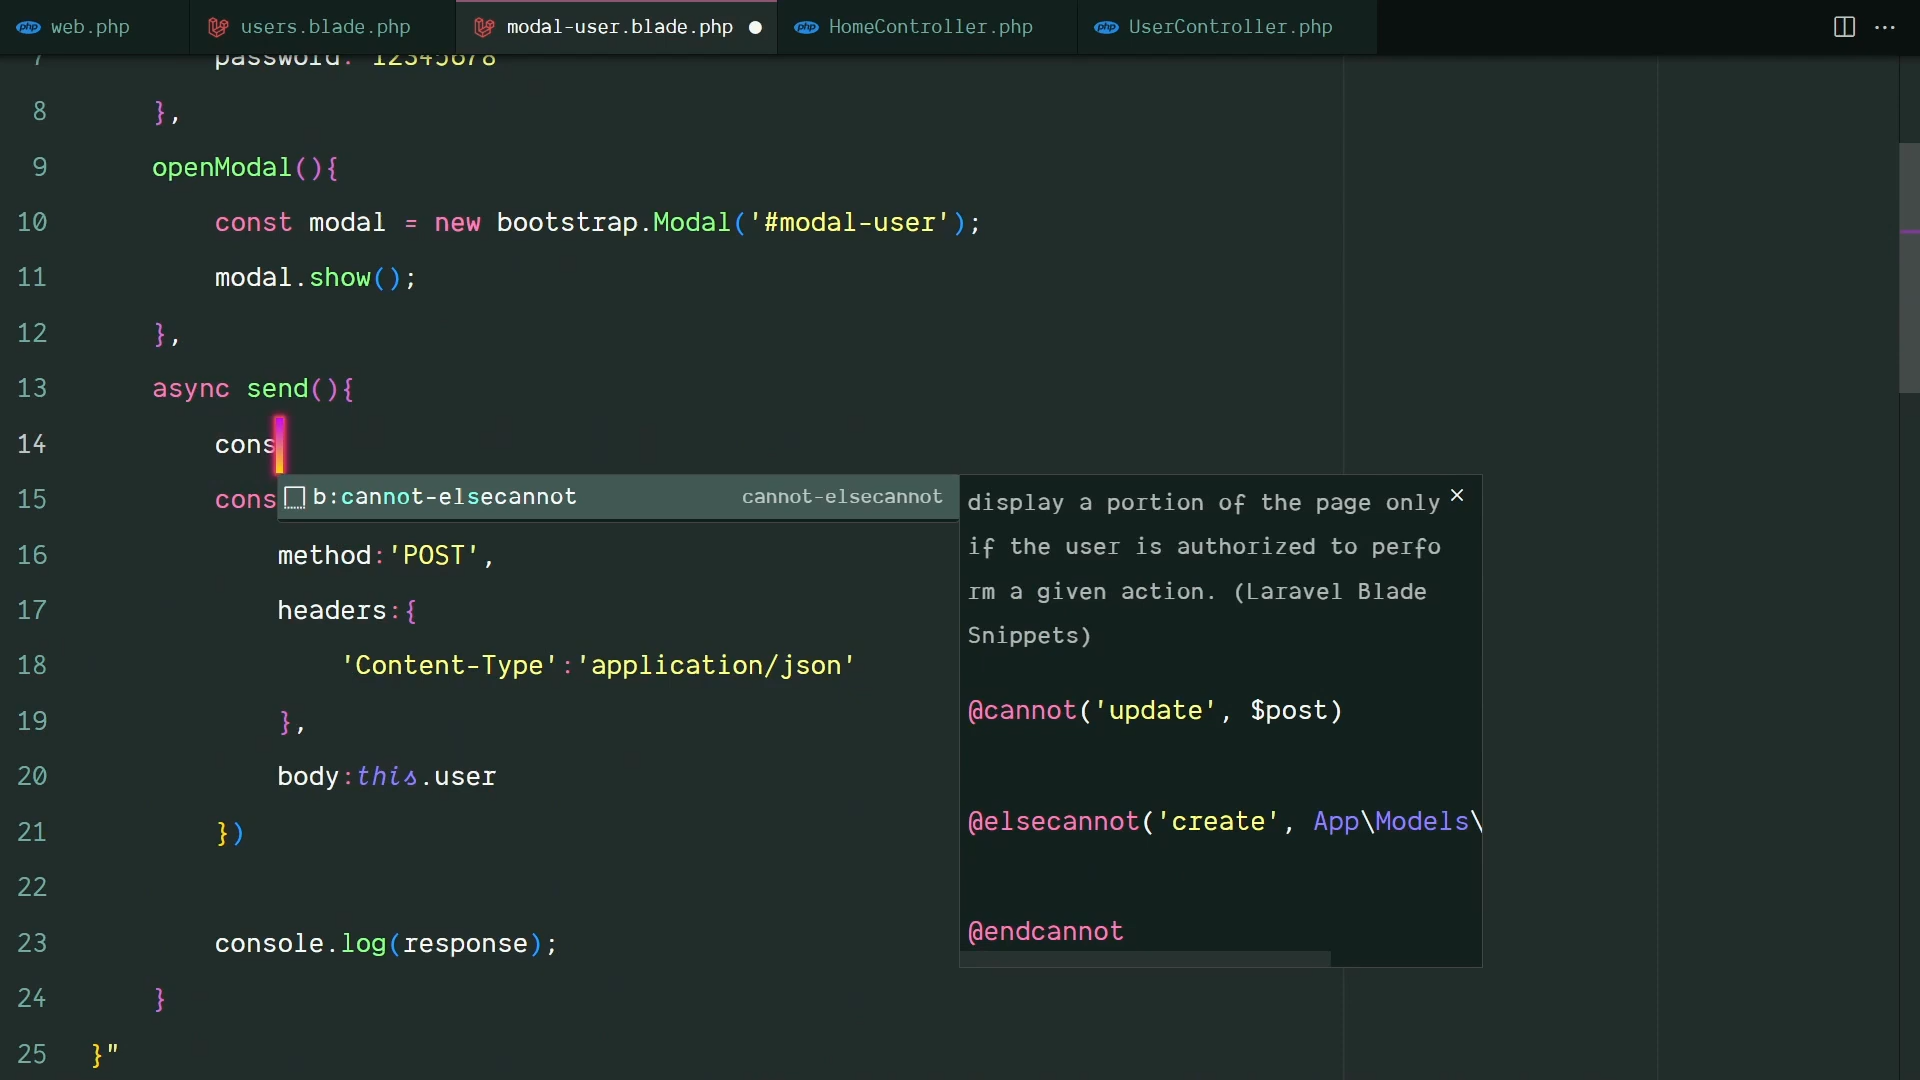 web.php users.blade.php modal-user.blade.php HomeController.php UserController.php
7 password: '12345678'
8 },
9 openModal(){
10 const modal = new bootstrap.Modal('#modal-user');
11 modal.show();
12 },
13 async send(){
14 cons
15 cons
b:cannot-elsecannot cannot-elsecannot
16 method:'POST',
17 headers:{
18 'Content-Type':'application/json'
19 },
20 body:this.user
21 })
22
23 console.log(response);
24 }
25 }"
display a portion of the page only
if the user is authorized to perfo
rm a given action. (Laravel Blade
Snippets)
@cannot('update', $post)
@elsecannot('create', App\Models\
@endcannot